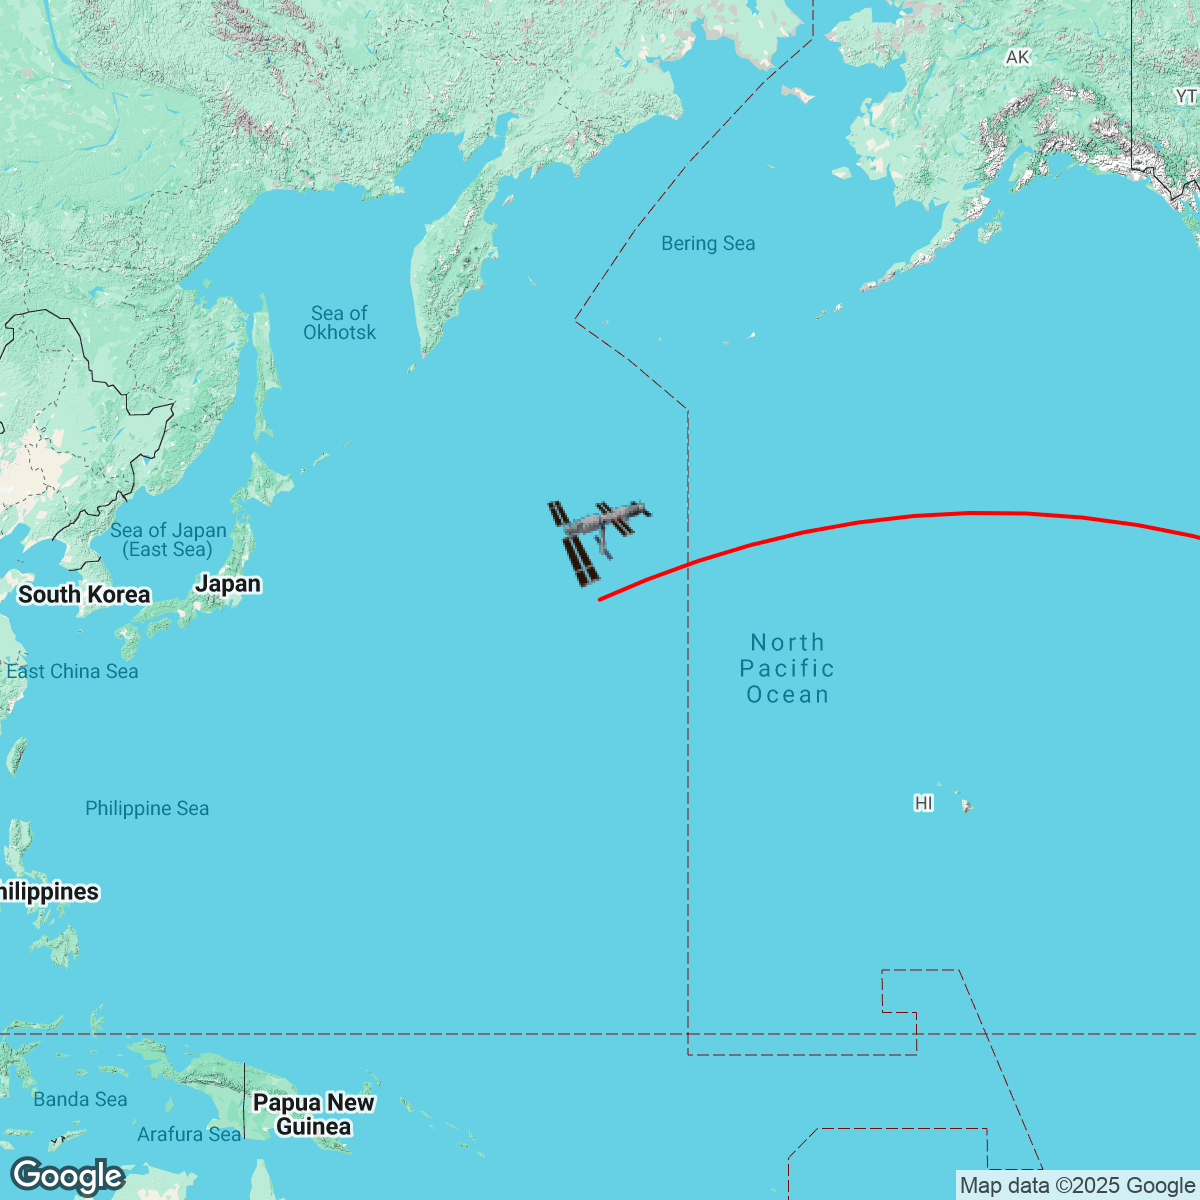 AK
YT
Bering Sea
Sea of
Okhotsk
Sea of Japan
(East Sea)
Japan
South Korea
North
Pacific
Ocean
East China Sea
Philippine Sea
HI
hilippines
Banda Sea
Papua New
Guinea
Arafura Sea
Google
Map data ©2025 Google